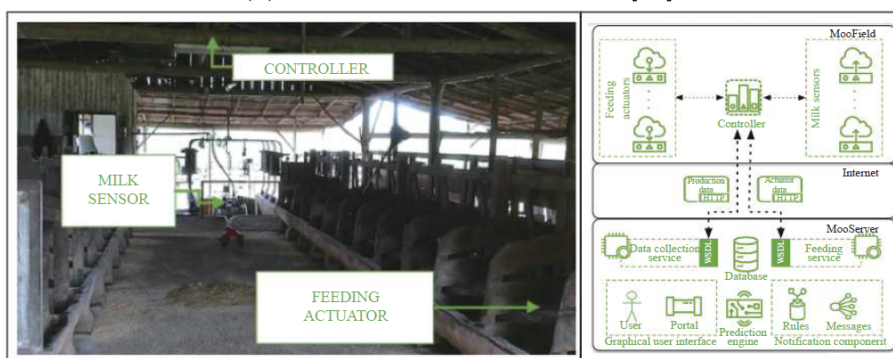 CONTROLLER
MILK
SENSOR
FEEDING
ACTUATOR
MooField
Feeding
actuators
Controller
Milk sensors
Internet
Production
data
HTTP
Actuator
data
HTTP
MooServer
Data collection
service
WSDL
Database
WSDL
Feeding
service
User
Portal
Graphical user interface
Prediction
engine
Rules
Messages
Notification component